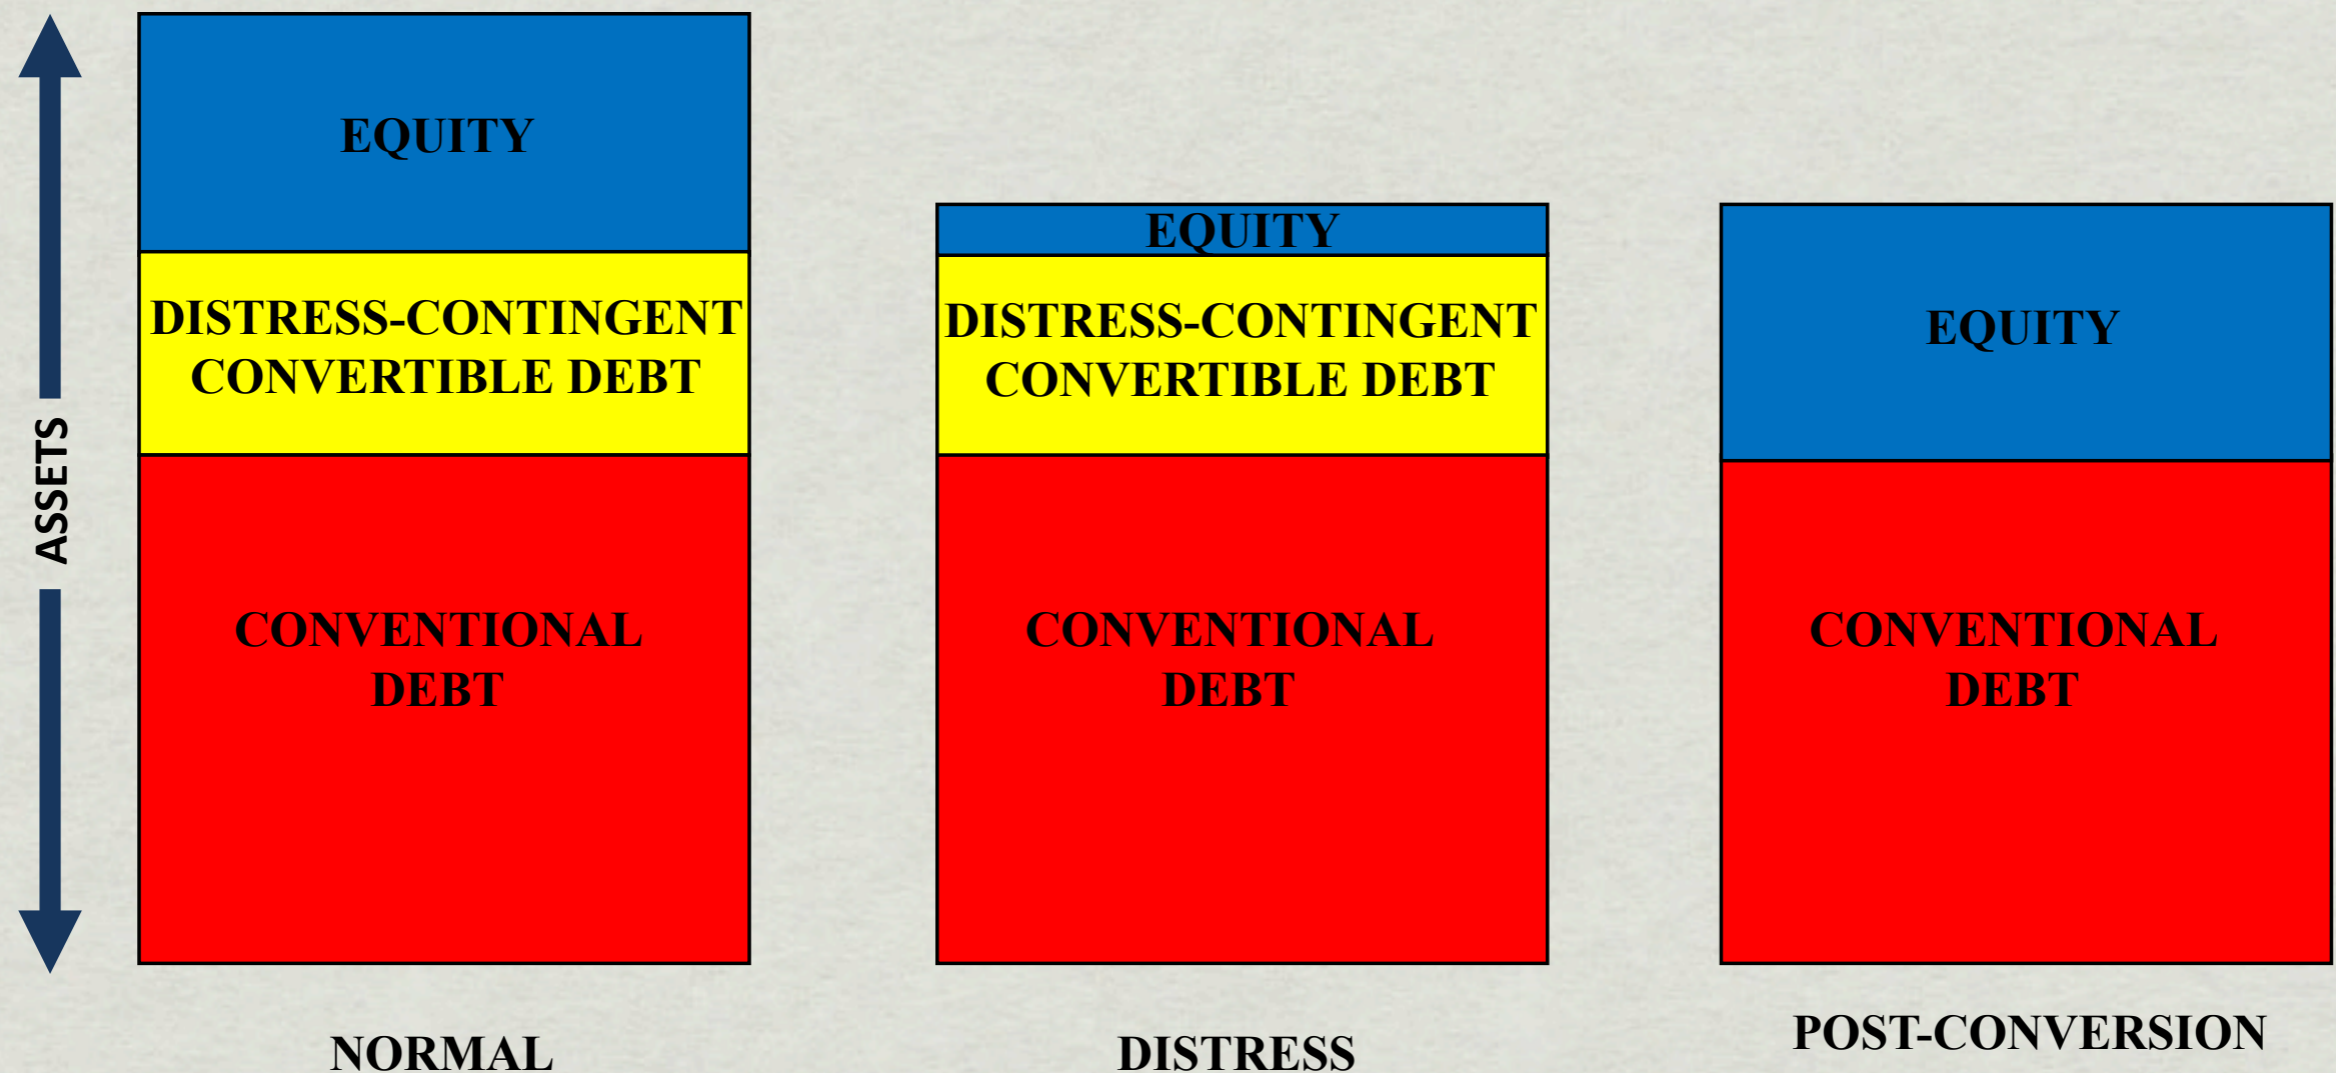 ASSETS
EQUITY
DISTRESS-CONTINGENT
CONVERTIBLE DEBT
CONVENTIONAL
DEBT
NORMAL
EQUITY
DISTRESS-CONTINGENT
CONVERTIBLE DEBT
CONVENTIONAL
DEBT
DISTRESS
EQUITY
CONVENTIONAL
DEBT
POST-CONVERSION